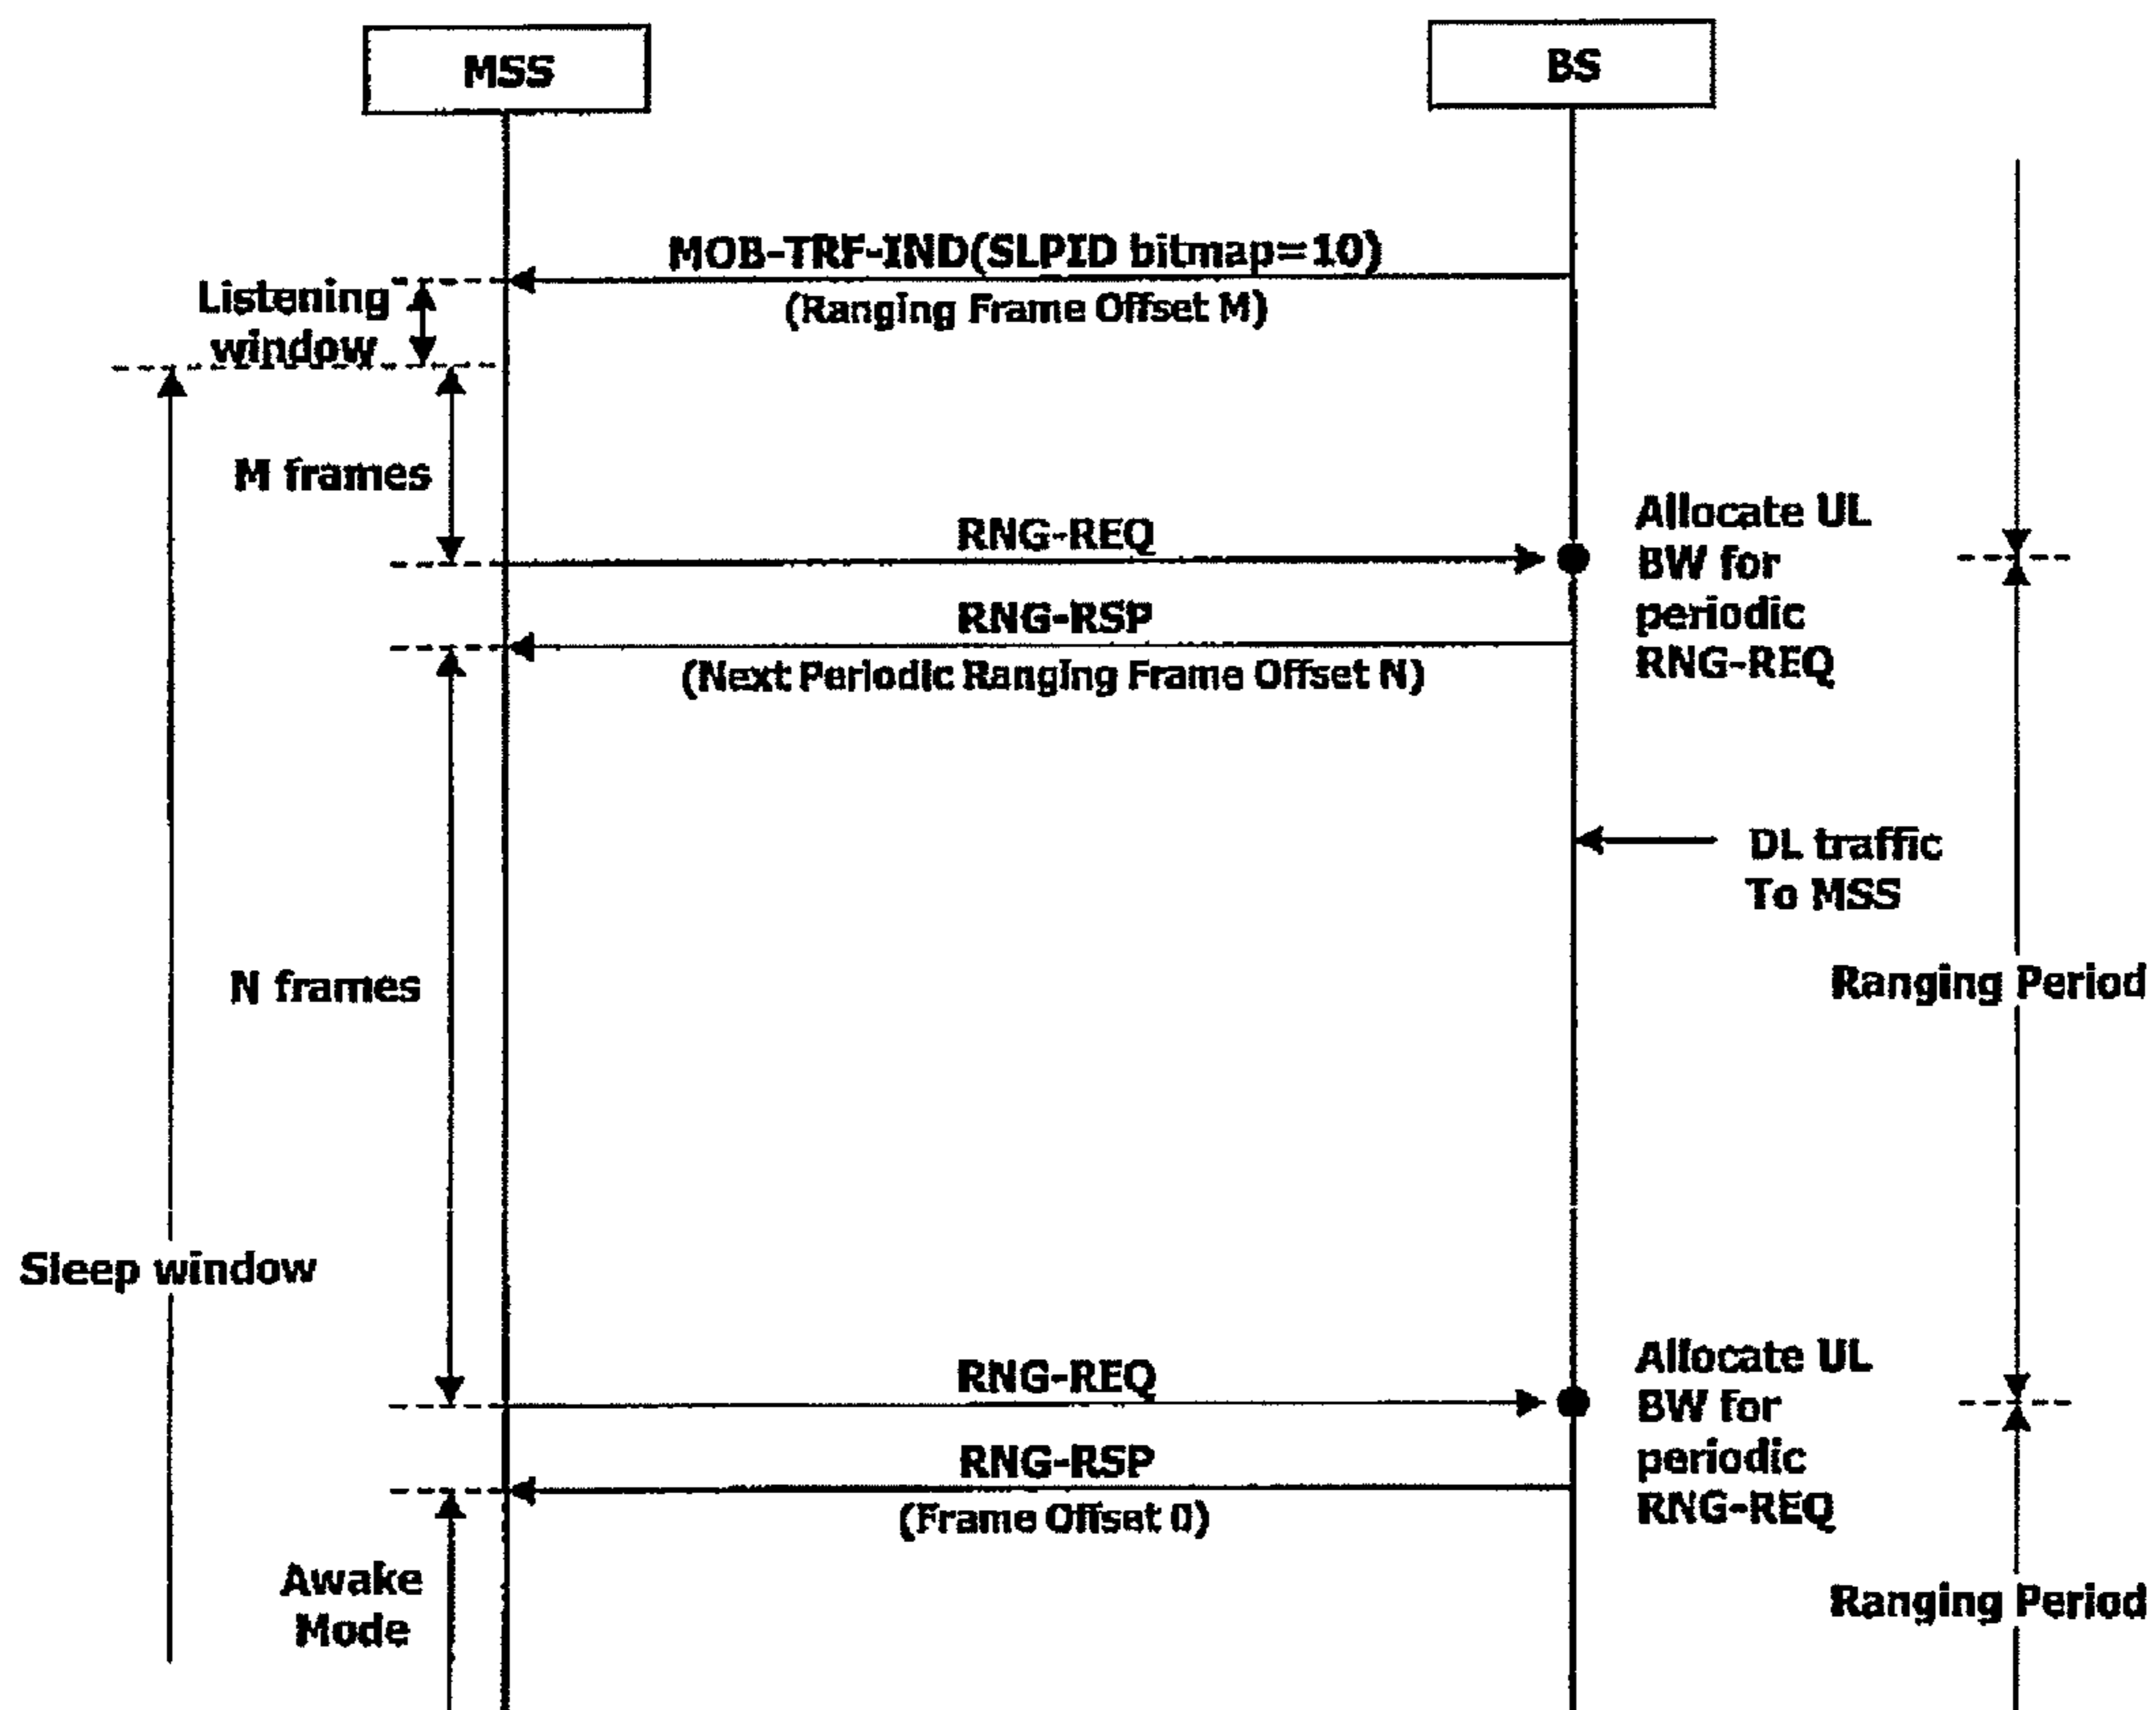 MSS
BS
MOB-TRF-IND(SLPID bitmap=10)
(Ranging Frame Offset M)
Listening
window
M frames
RNG-REQ
Allocate UL
BW for
periodic
RNG-REQ
RNG-RSP
(Next Periodic Ranging Frame Offset N)
DL traffic
To MSS
N frames
Ranging Period
Sleep window
RNG-REQ
Allocate UL
BW for
periodic
RNG-REQ
RNG-RSP
(Frame Offset 0)
Awake
Mode
Ranging Period